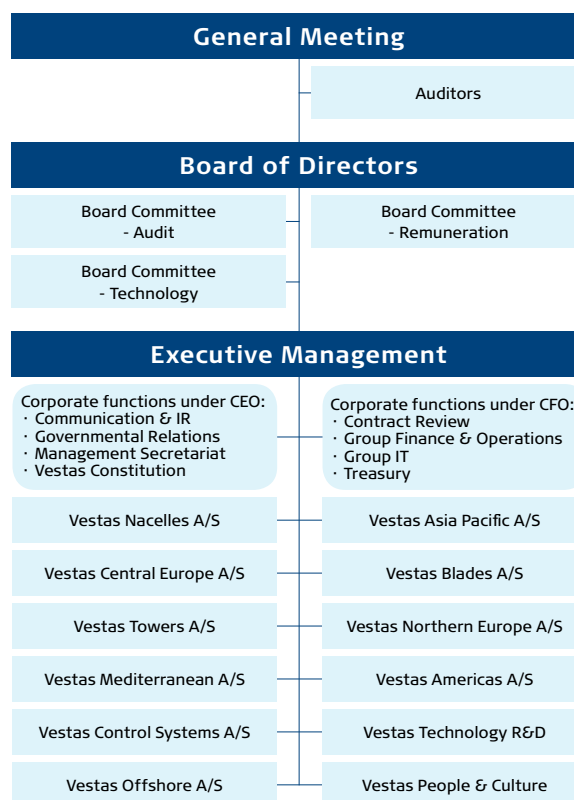 General Meeting
Auditors
Board of Directors
Board Committee
- Audit
Board Committee
- Remuneration
Board Committee
- Technology
Executive Management
Corporate functions under CEO:
· Communication & IR
· Governmental Relations
· Management Secretariat
· Vestas Constitution
Corporate functions under CFO:
· Contract Review
· Group Finance & Operations
· Group IT
· Treasury
Vestas Nacelles A/S
Vestas Asia Pacific A/S
Vestas Central Europe A/S
Vestas Blades A/S
Vestas Towers A/S
Vestas Northern Europe A/S
Vestas Mediterranean A/S
Vestas Americas A/S
Vestas Control Systems A/S
Vestas Technology R&D
Vestas Offshore A/S
Vestas People & Culture